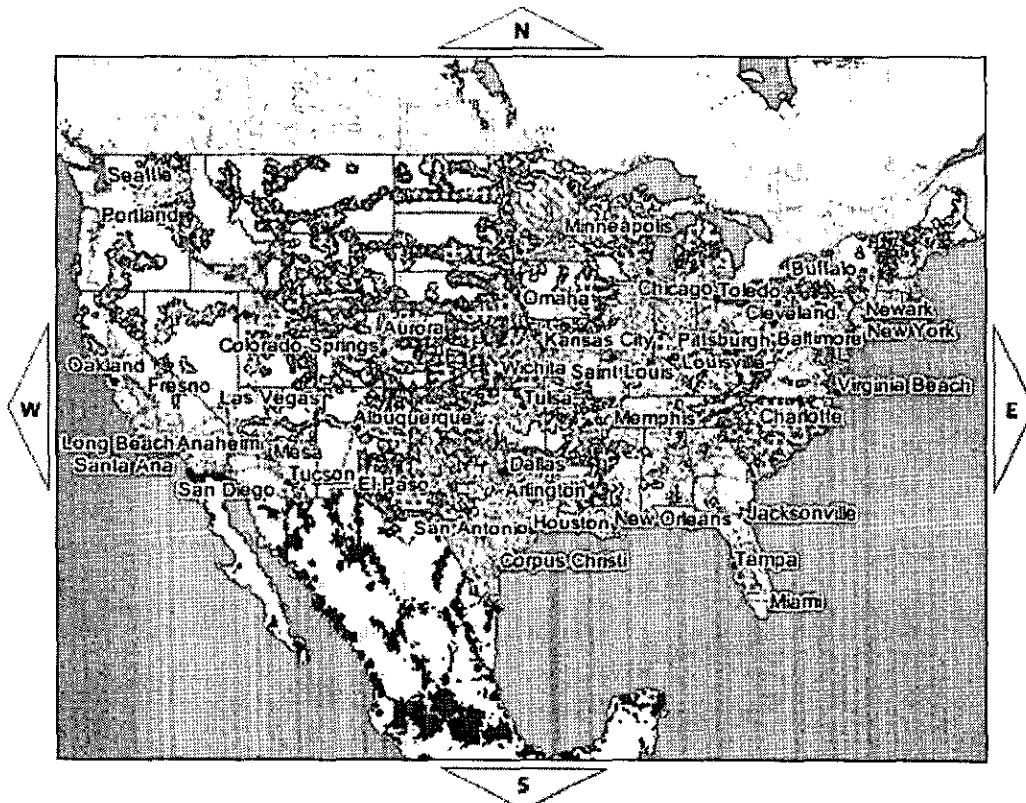 N
Seattle
Portland
Minneapolis
Buffalo
Omaha
Chicago
Toledo
Cleveland
Newark
Aurora
Colorado Springs
Kansas City
Pittsburgh
Baltimore
New York
Oakland
Fresno
Wichita
Saint Louis
Louisville
Virginia Beach
Las Vegas
Tulsa
W
Albuquerque
Memphis
Charlotte
E
Long Beach
Anaheim
Mesa
Santa Ana
Tucson
Dallas
San Diego
El Paso
Arlington
San Antonio
Houston
New Orleans
Jacksonville
Corpus Christi
Tampa
Miami
S